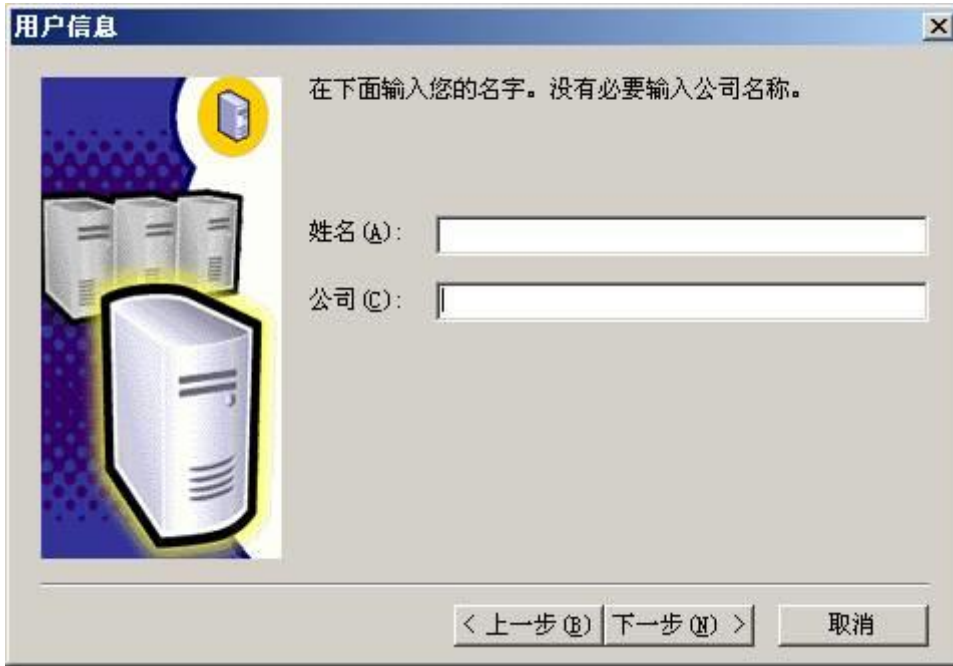 用户信息
在下面输入您的名字。没有必要输入公司名称。
姓名(A):
公司(C):
< 上一步(B) 下一步(N) > 取消